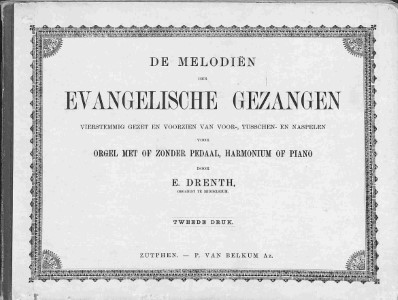 DE MELODIËN
DER
EVANGELISCHE GEZANGEN
VIERSTEMMIG GEZET EN VOORZIEN VAN VOOR-, TUSSCHEN- EN NASPELEN
VOOR
ORGEL MET OF ZONDER PEDAAL, HARMONIUM OF PIANO
DOOR
E. DRENTH,
ORGANIST TE
TWEEDE DRUK.
ZUTPHEN. — P. VAN BELKUM Az.